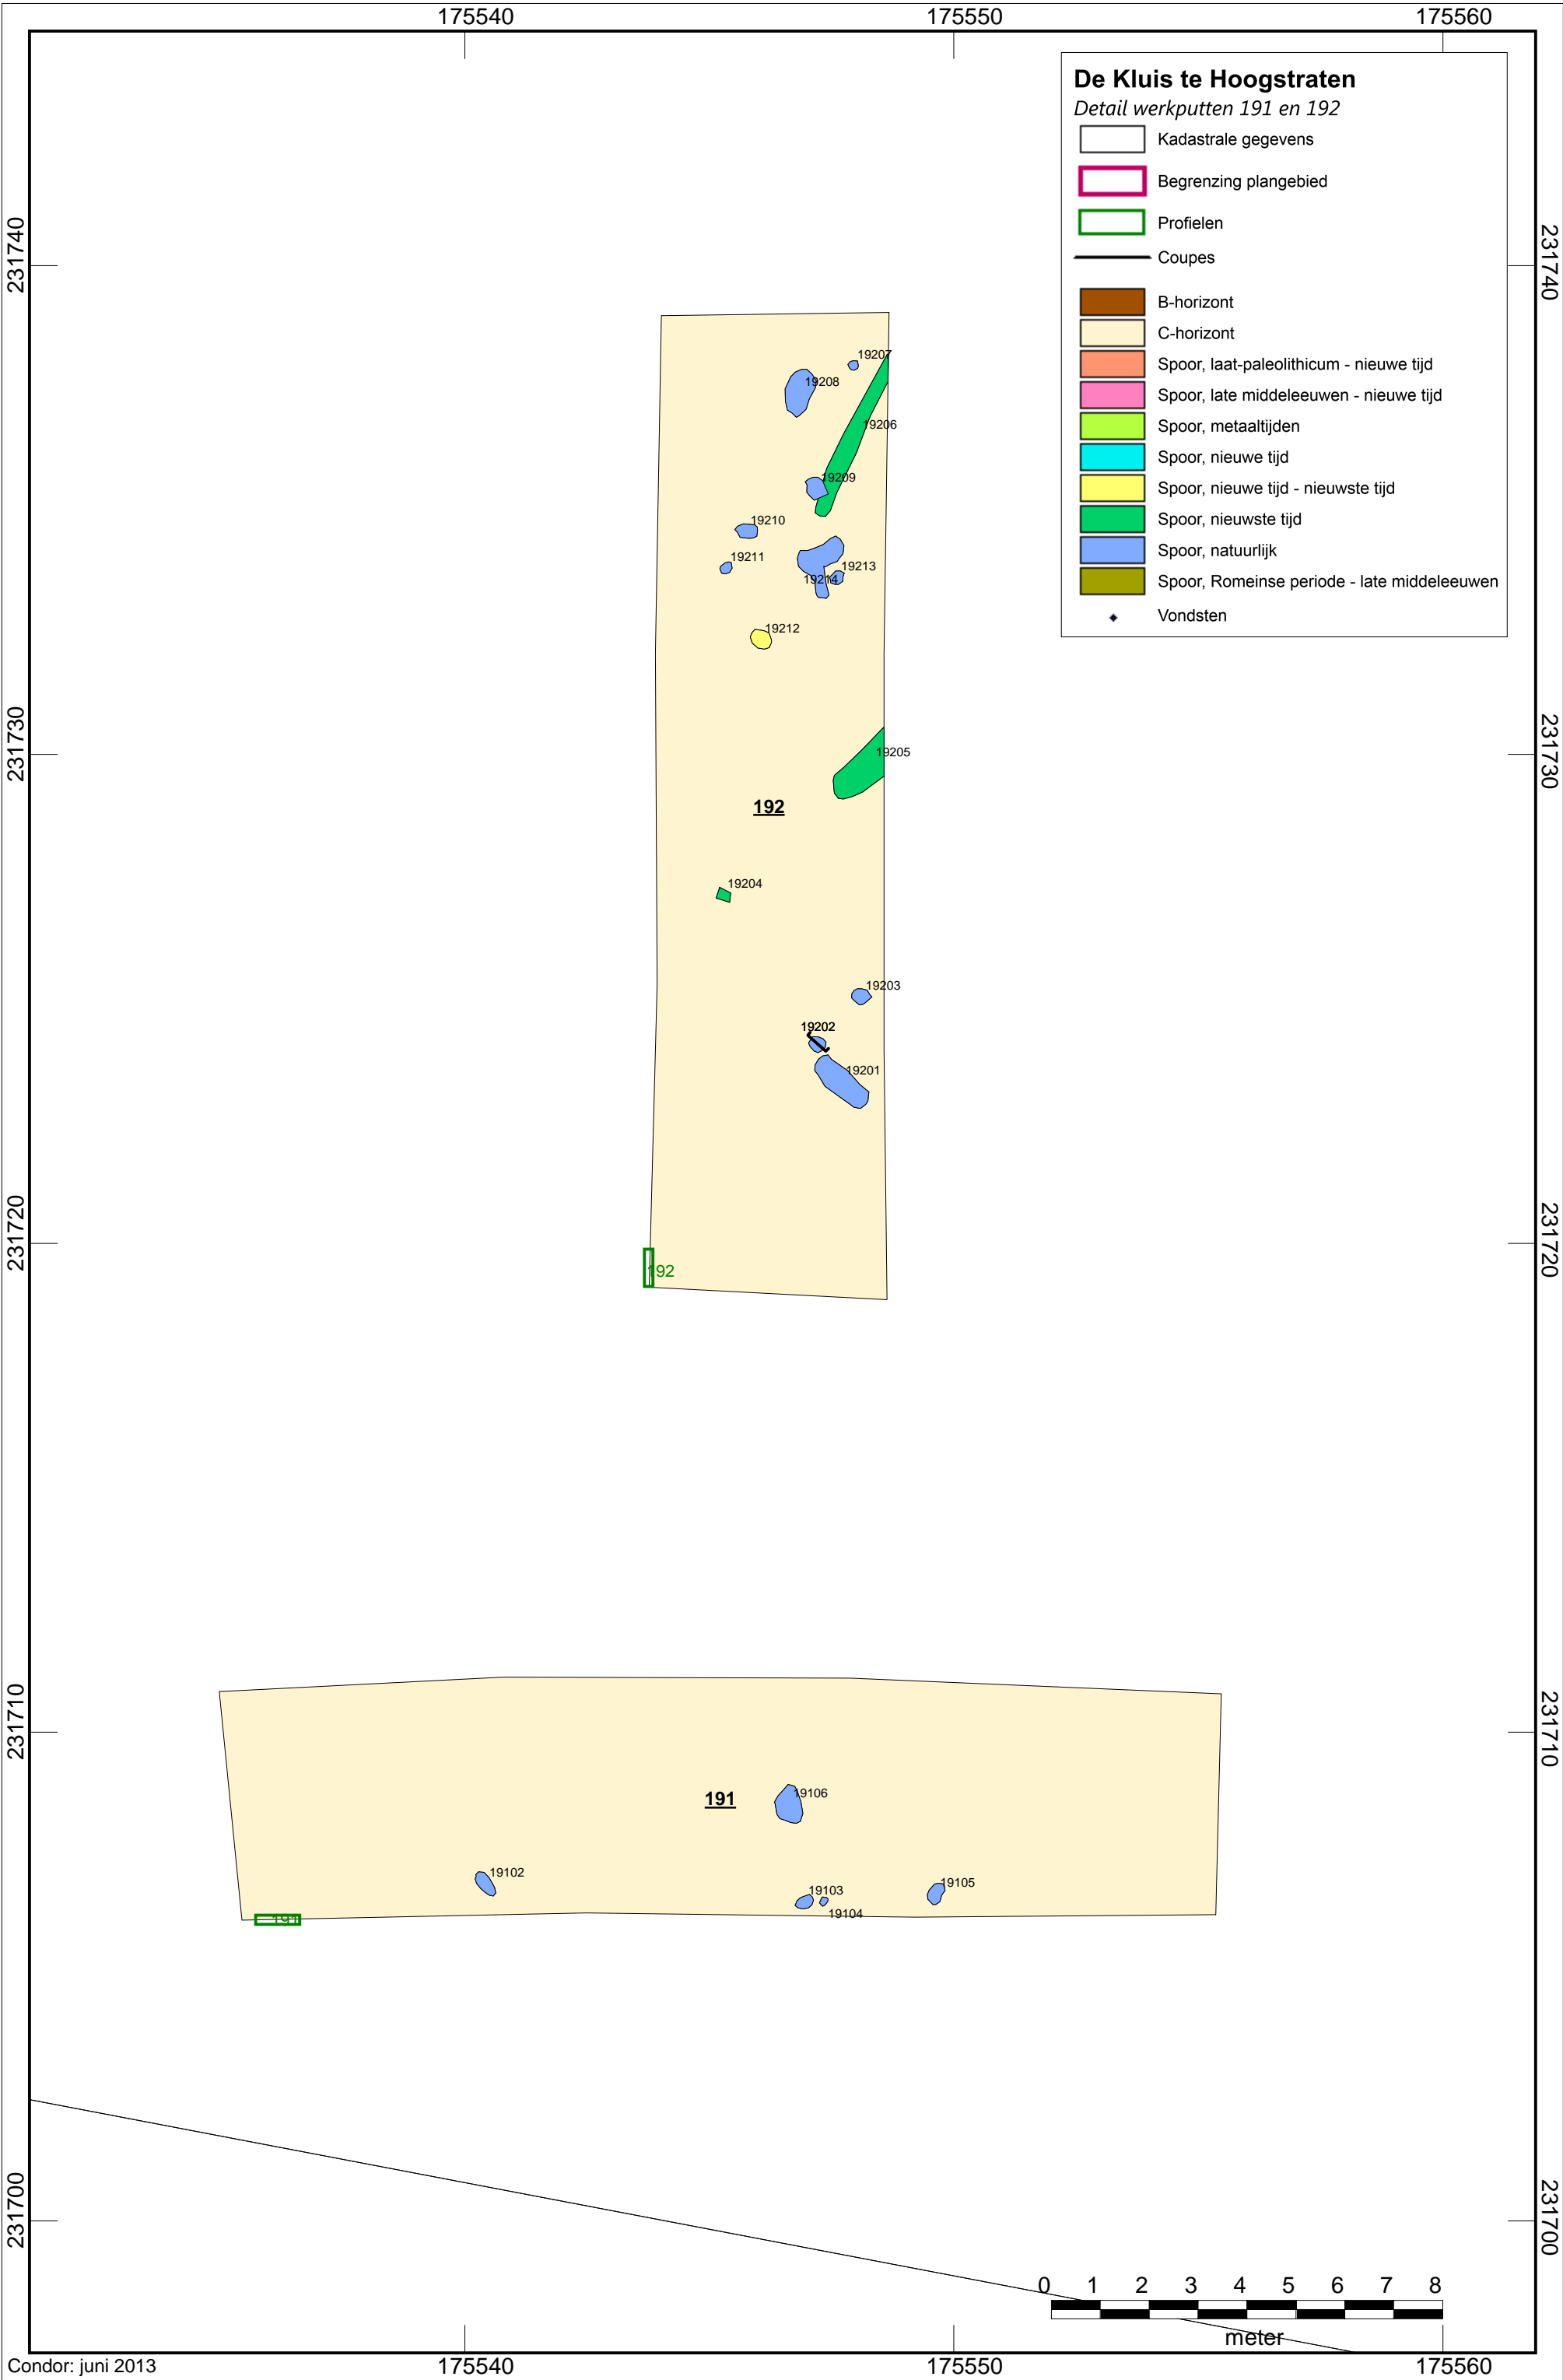 175540
175550
175560
De Kluis te Hoogstraten
Detail werkputten 191 en 192
Kadastrale gegevens
Begrenzing plangebied
Profielen
Coupes
B-horizont
C-horizont
Spoor, laat-paleolithicum - nieuwe tijd
Spoor, late middeleeuwen - nieuwe tijd
Spoor, metaaltijden
Spoor, nieuwe tijd
Spoor, nieuwe tijd - nieuwste tijd
Spoor, nieuwste tijd
Spoor, natuurlijk
Spoor, Romeinse periode - late middeleeuwen
Vondsten
231740
231740
19207
19208
19206
19209
19210
19211
19213
19214
19212
231730
231730
19205
192
19204
19203
19202
19201
231720
231720
192
231710
231710
191
19106
19102
19103
19105
19104
191
231700
231700
0 1 2 3 4 5 6 7 8
meter
Condor: juni 2013
175540
175550
175560